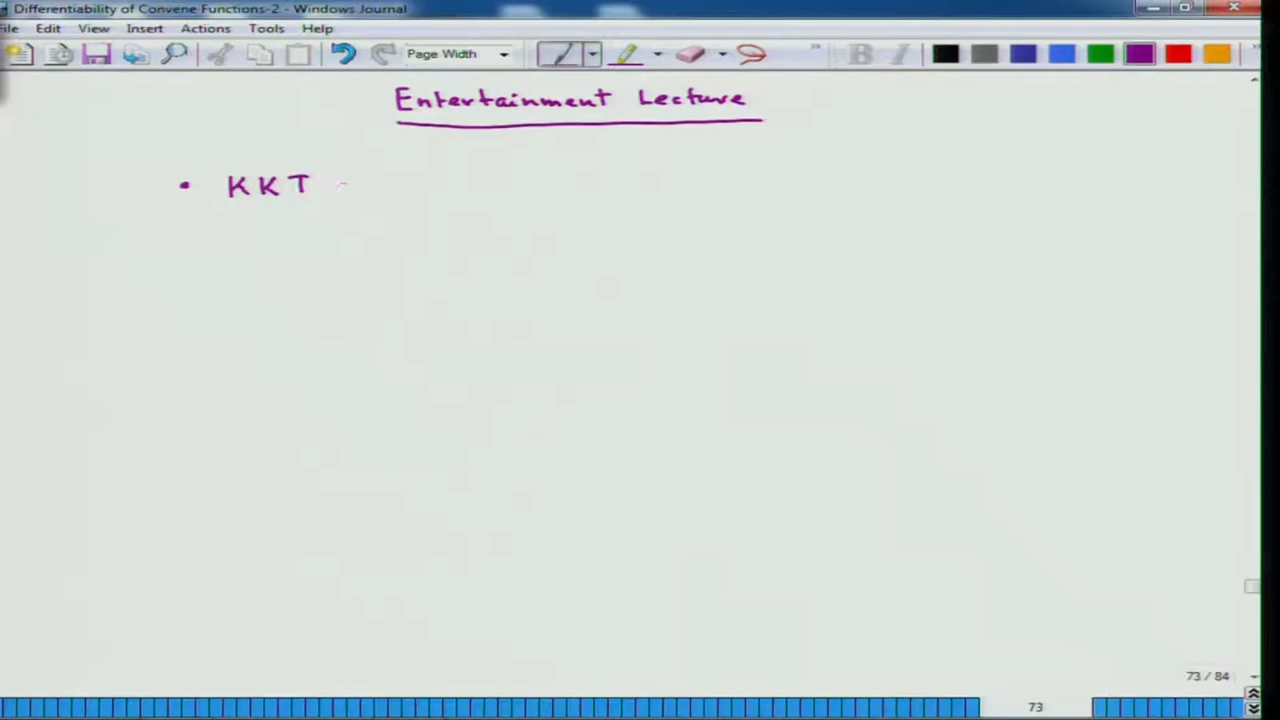 Differentiability of Convene Functions-2 - Windows Journal
File Edit View Insert Actions Tools Help
Page Width
B I
Entertainment Lecture
• KKT
73 / 84
73